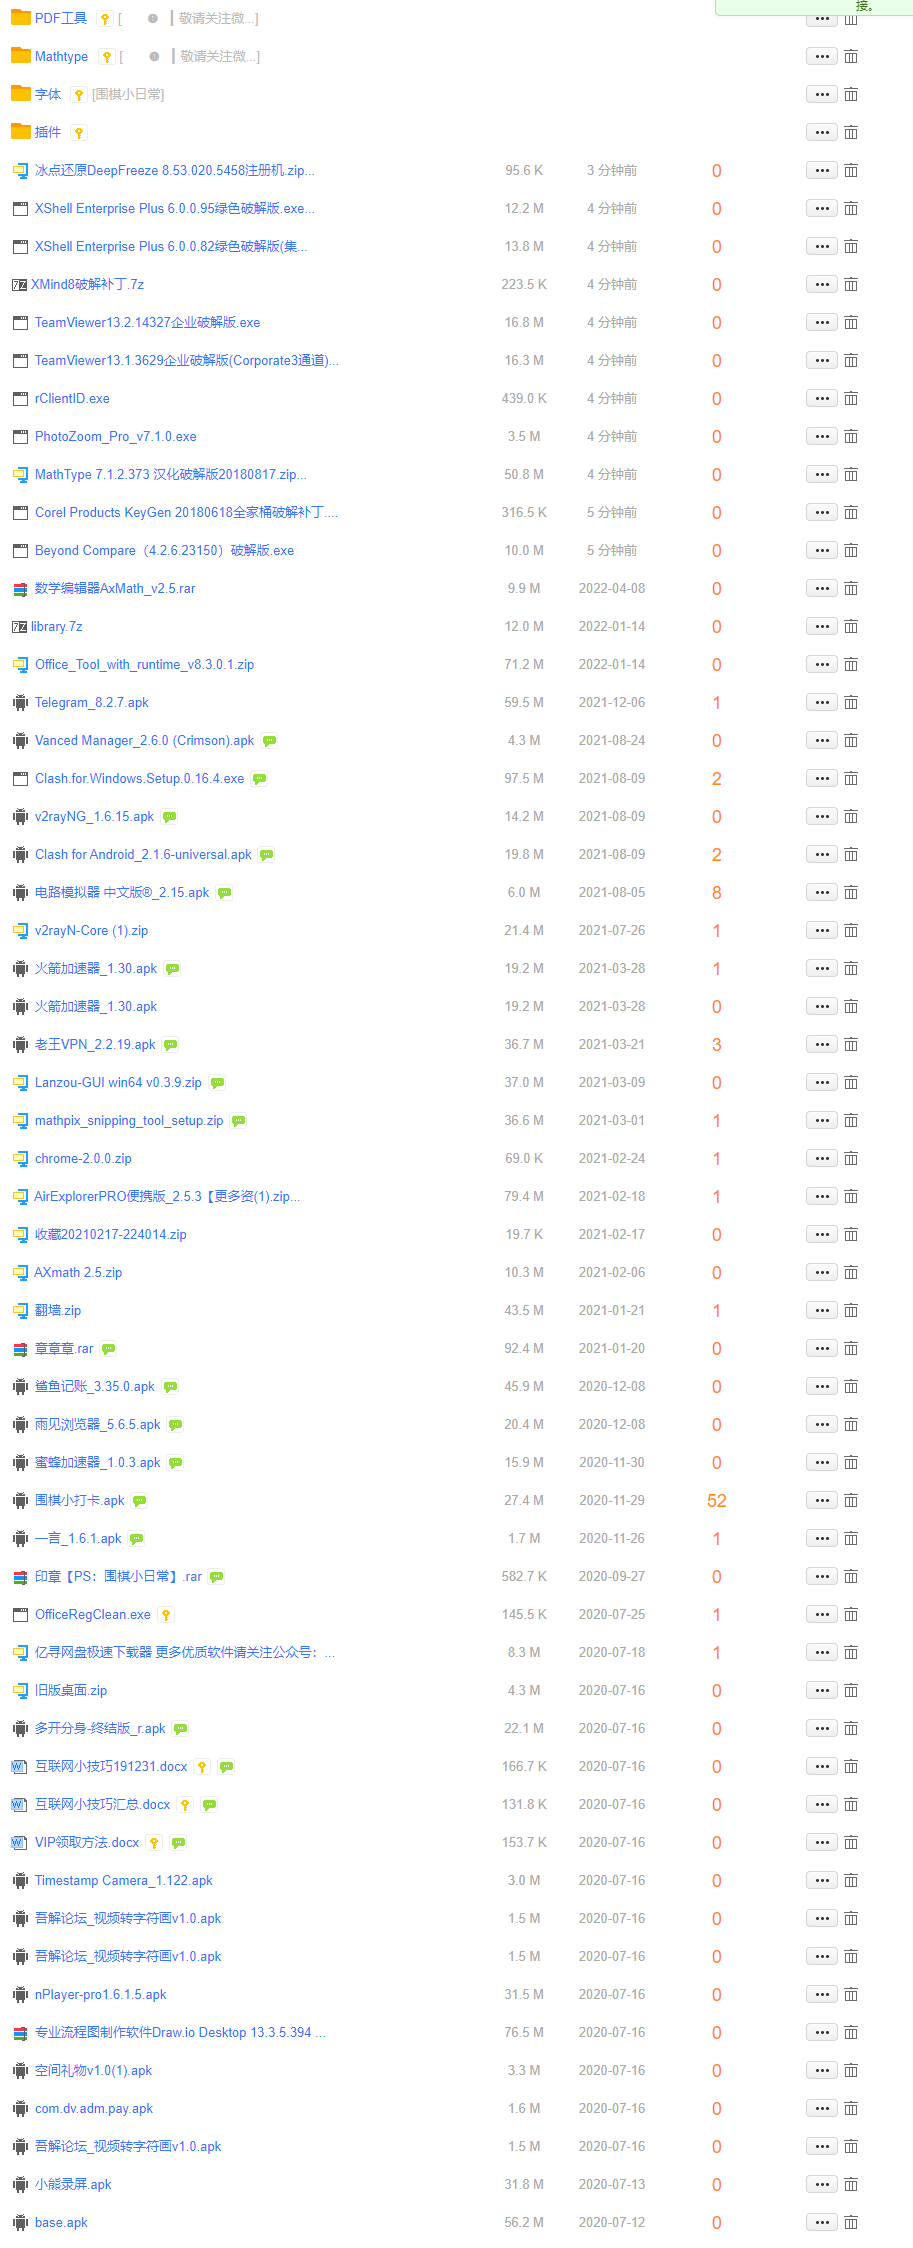 接。
PDF工具 [ ❶ ┃敬请关注微...]
Mathtype [ ❶ ┃敬请关注微...]
字体 [围棋小日常]
插件
冰点还原DeepFreeze 8.53.020.5458注册机.zip... 95.6 K 3 分钟前 0
XShell Enterprise Plus 6.0.0.95绿色破解版.exe... 12.2 M 4 分钟前 0
XShell Enterprise Plus 6.0.0.82绿色破解版(集... 13.8 M 4 分钟前 0
XMind8破解补丁.7z 223.5 K 4 分钟前 0
TeamViewer13.2.14327企业破解版.exe 16.8 M 4 分钟前 0
TeamViewer13.1.3629企业破解版(Corporate3通道)... 16.3 M 4 分钟前 0
rClientID.exe 439.0 K 4 分钟前 0
PhotoZoom_Pro_v7.1.0.exe 3.5 M 4 分钟前 0
MathType 7.1.2.373 汉化破解版20180817.zip... 50.8 M 4 分钟前 0
Corel Products KeyGen 20180618全家桶破解补丁.... 316.5 K 5 分钟前 0
Beyond Compare（4.2.6.23150）破解版.exe 10.0 M 5 分钟前 0
数学编辑器AxMath_v2.5.rar 9.9 M 2022-04-08 0
library.7z 12.0 M 2022-01-14 0
Office_Tool_with_runtime_v8.3.0.1.zip 71.2 M 2022-01-14 0
Telegram_8.2.7.apk 59.5 M 2021-12-06 1
Vanced Manager_2.6.0 (Crimson).apk 4.3 M 2021-08-24 0
Clash.for.Windows.Setup.0.16.4.exe 97.5 M 2021-08-09 2
v2rayNG_1.6.15.apk 14.2 M 2021-08-09 0
Clash for Android_2.1.6-universal.apk 19.8 M 2021-08-09 2
电路模拟器 中文版®_2.15.apk 6.0 M 2021-08-05 8
v2rayN-Core (1).zip 21.4 M 2021-07-26 1
火箭加速器_1.30.apk 19.2 M 2021-03-28 1
火箭加速器_1.30.apk 19.2 M 2021-03-28 0
老王VPN_2.2.19.apk 36.7 M 2021-03-21 3
Lanzou-GUI win64 v0.3.9.zip 37.0 M 2021-03-09 0
mathpix_snipping_tool_setup.zip 36.6 M 2021-03-01 1
chrome-2.0.0.zip 69.0 K 2021-02-24 1
AirExplorerPRO便携版_2.5.3【更多资(1).zip... 79.4 M 2021-02-18 1
收藏20210217-224014.zip 19.7 K 2021-02-17 0
AXmath 2.5.zip 10.3 M 2021-02-06 0
翻墙.zip 43.5 M 2021-01-21 1
章章章.rar 92.4 M 2021-01-20 0
鲨鱼记账_3.35.0.apk 45.9 M 2020-12-08 0
雨见浏览器_5.6.5.apk 20.4 M 2020-12-08 0
蜜蜂加速器_1.0.3.apk 15.9 M 2020-11-30 0
围棋小打卡.apk 27.4 M 2020-11-29 52
一言_1.6.1.apk 1.7 M 2020-11-26 1
印章【PS：围棋小日常】.rar 582.7 K 2020-09-27 0
OfficeRegClean.exe 145.5 K 2020-07-25 1
亿寻网盘极速下载器 更多优质软件请关注公众号：... 8.3 M 2020-07-18 1
旧版桌面.zip 4.3 M 2020-07-16 0
多开分身-终结版_r.apk 22.1 M 2020-07-16 0
互联网小技巧191231.docx 166.7 K 2020-07-16 0
互联网小技巧汇总.docx 131.8 K 2020-07-16 0
VIP领取方法.docx 153.7 K 2020-07-16 0
Timestamp Camera_1.122.apk 3.0 M 2020-07-16 0
吾解论坛_视频转字符画v1.0.apk 1.5 M 2020-07-16 0
吾解论坛_视频转字符画v1.0.apk 1.5 M 2020-07-16 0
nPlayer-pro1.6.1.5.apk 31.5 M 2020-07-16 0
专业流程图制作软件Draw.io Desktop 13.3.5.394 ... 76.5 M 2020-07-16 0
空间礼物v1.0(1).apk 3.3 M 2020-07-16 0
com.dv.adm.pay.apk 1.6 M 2020-07-16 0
吾解论坛_视频转字符画v1.0.apk 1.5 M 2020-07-16 0
小熊录屏.apk 31.8 M 2020-07-13 0
base.apk 56.2 M 2020-07-12 0